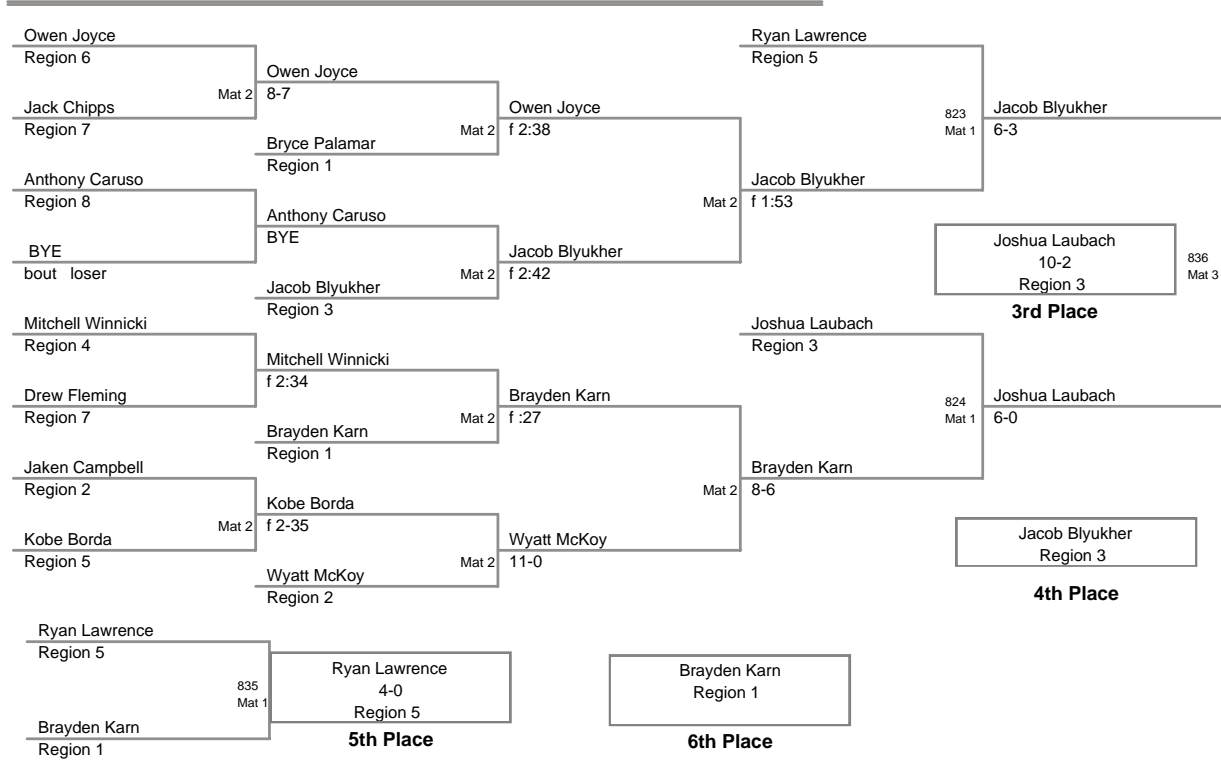 Owen Joyce
Region 6
Mat 2
Jack Chipps
Region 7
Anthony Caruso
Region 8
BYE
bout loser
Mitchell Winnicki
Region 4
Drew Fleming
Region 7
Jaken Campbell
Region 2
Mat 2
Kobe Borda
Region 5
Owen Joyce
8-7
Mat 2
Bryce Palamar
Region 1
Anthony Caruso
BYE
Mat 2
Jacob Blyukher
Region 3
Mitchell Winnicki
f 2:34
Mat 2
Brayden Karn
Region 1
Kobe Borda
f 2-35
Mat 2
Wyatt McKoy
Region 2
Owen Joyce
f 2:38
Mat 2
Jacob Blyukher
f 2:42
Brayden Karn
f :27
Mat 2
Wyatt McKoy
11-0
Ryan Lawrence
Region 5
823
Mat 1
Jacob Blyukher
f 1:53
Joshua Laubach
Region 3
824
Mat 1
Brayden Karn
8-6
Jacob Blyukher
6-3
Joshua Laubach
10-2
Region 3
836
Mat 3
3rd Place
Joshua Laubach
6-0
Jacob Blyukher
Region 3
4th Place
Ryan Lawrence
Region 5
835
Mat 1
Brayden Karn
Region 1
Ryan Lawrence
4-0
Region 5
5th Place
Brayden Karn
Region 1
6th Place